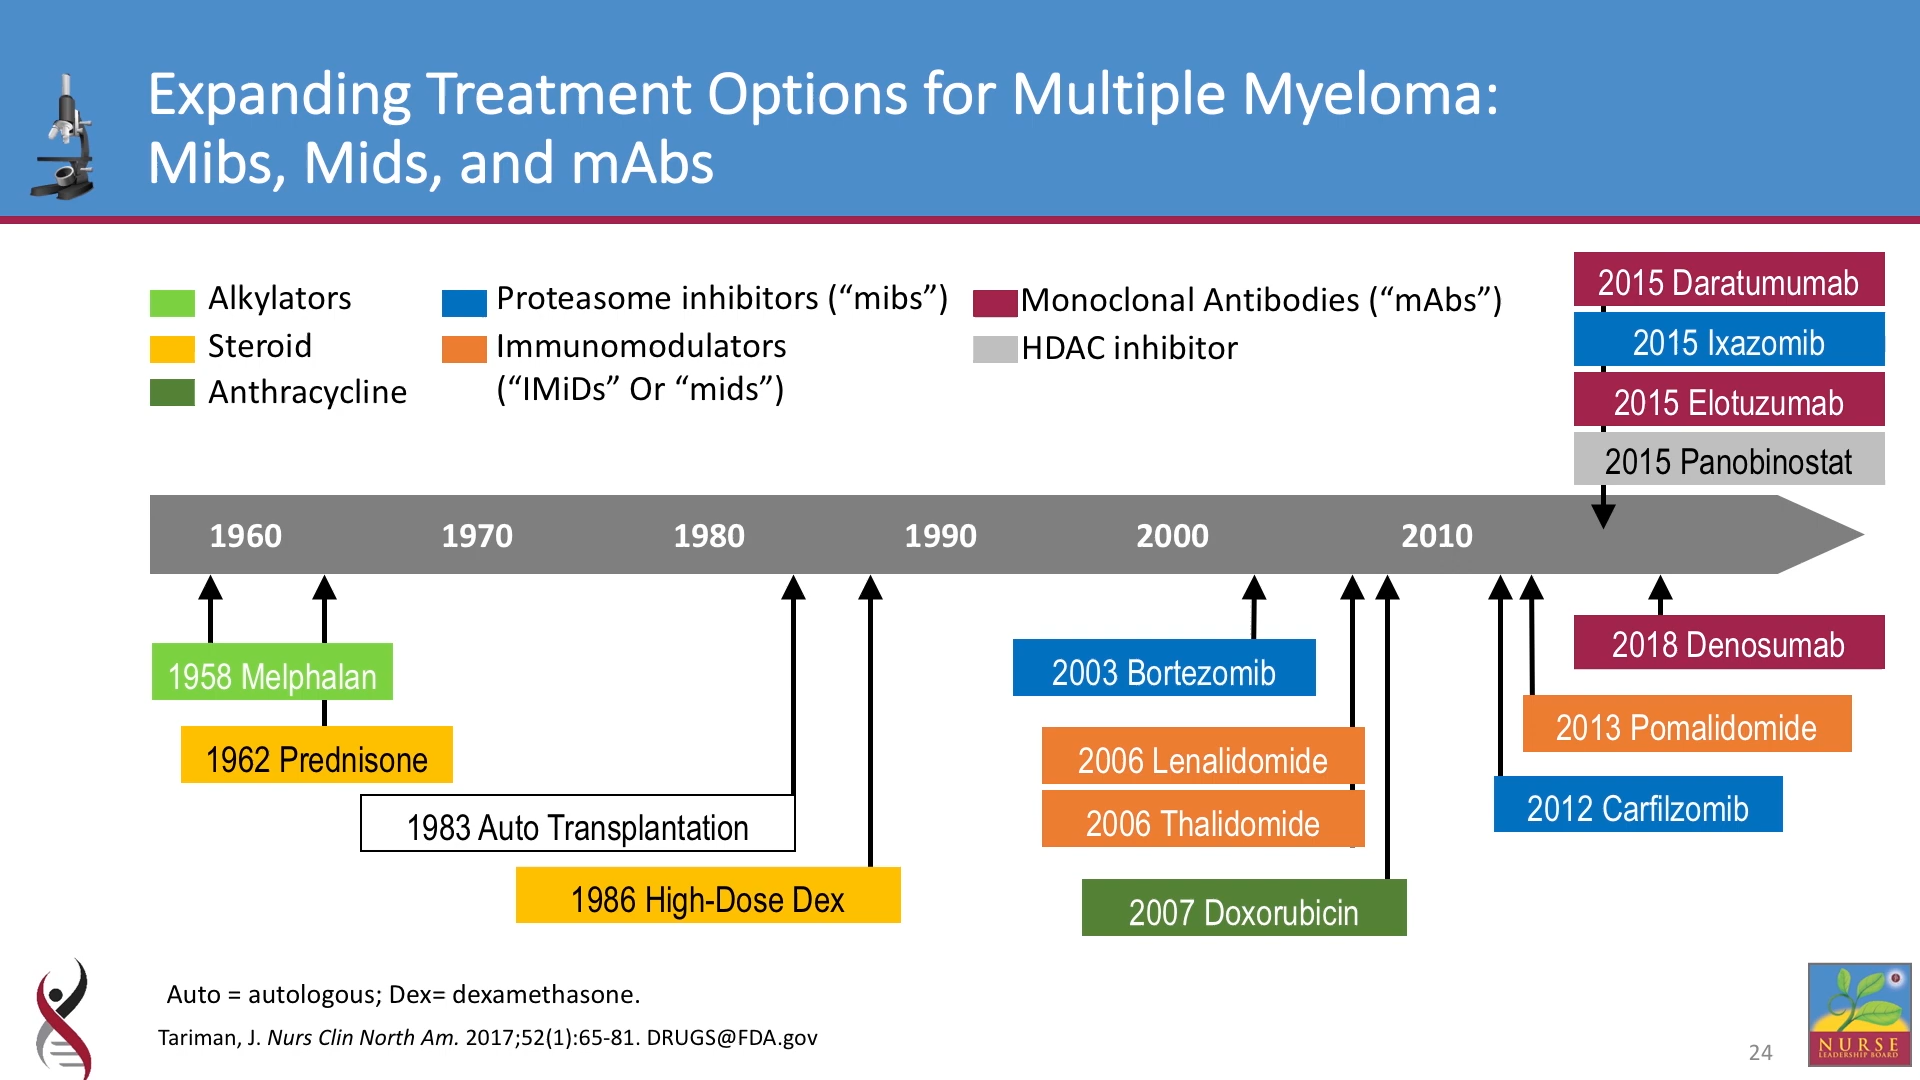 Expanding Treatment Options for Multiple Myeloma:
Mibs, Mids, and mAbs
Alkylators
Steroid
Anthracycline
Proteasome inhibitors (“mibs”)
Immunomodulators
(“IMiDs” Or “mids”)
Monoclonal Antibodies (“mAbs”)
HDAC inhibitor
2015 Daratumumab
2015 Ixazomib
2015 Elotuzumab
2015 Panobinostat
1960 1970 1980 1990 2000 2010
1958 Melphalan
1962 Prednisone
1983 Auto Transplantation
1986 High-Dose Dex
2003 Bortezomib
2006 Lenalidomide
2006 Thalidomide
2007 Doxorubicin
2018 Denosumab
2013 Pomalidomide
2012 Carfilzomib
Auto = autologous; Dex= dexamethasone.
Tariman, J. Nurs Clin North Am. 2017;52(1):65-81. DRUGS@FDA.gov
24
NURSE
LEADERSHIP BOARD